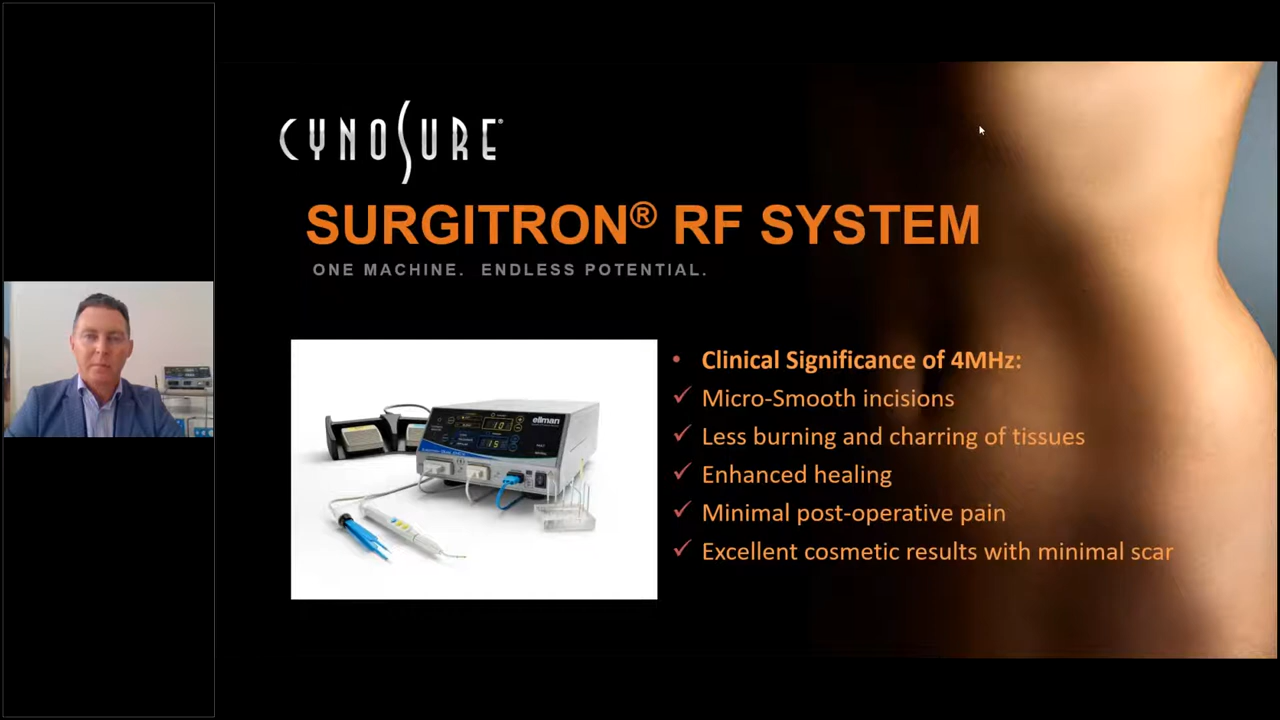 CYNOSURE®
SURGITRON® RF SYSTEM
ONE MACHINE. ENDLESS POTENTIAL.
ellman
• Clinical Significance of 4MHz:
✓ Micro-Smooth incisions
✓ Less burning and charring of tissues
✓ Enhanced healing
✓ Minimal post-operative pain
✓ Excellent cosmetic results with minimal scar